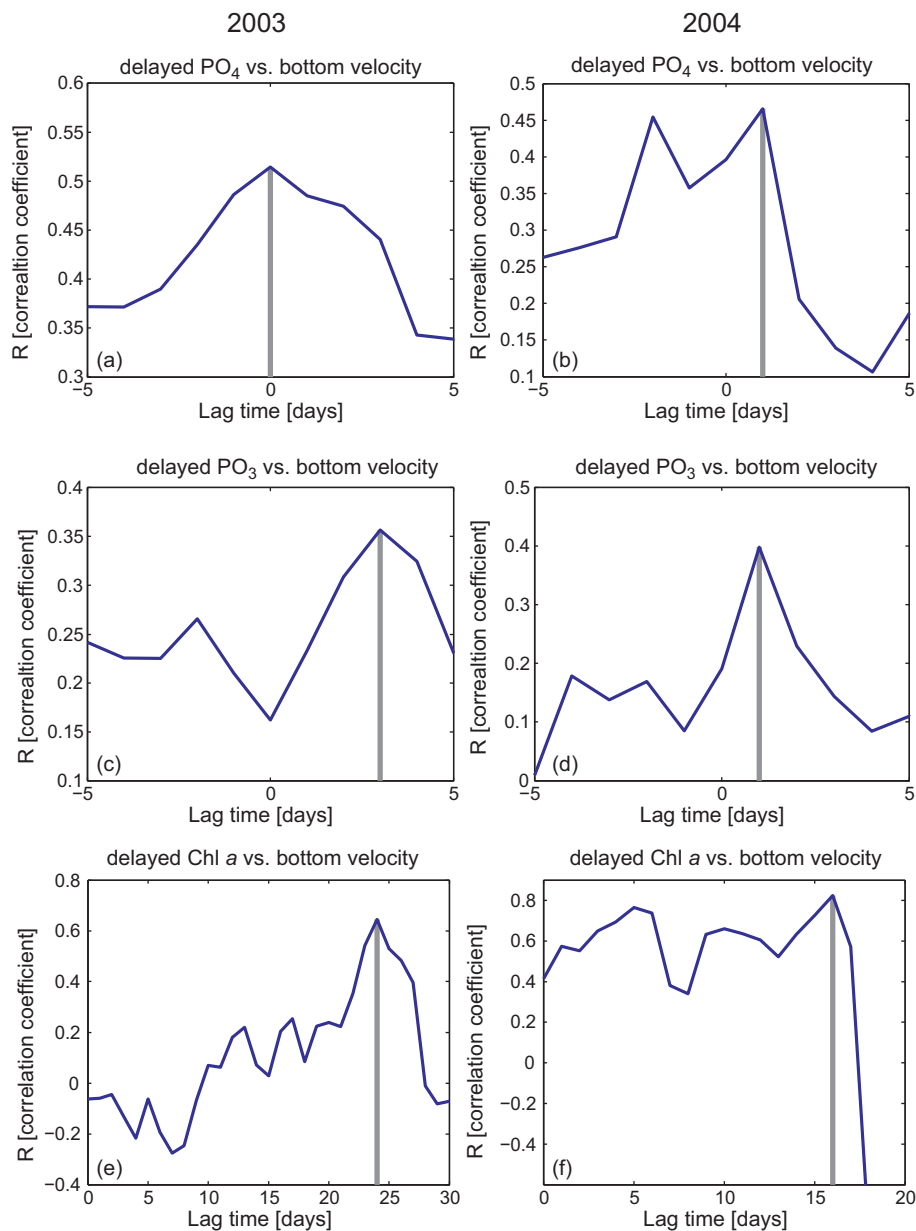 2003
2004
delayed PO4 vs. bottom velocity
R [correaltion coefficient]
0.6
0.55
0.5
0.45
0.4
0.35
0.3
(a)
−5 0 5
Lag time [days]
delayed PO4 vs. bottom velocity
R [correaltion coefficient]
0.5
0.45
0.4
0.35
0.3
0.25
0.2
0.15
0.1
(b)
−5 0 5
Lag time [days]
delayed PO3 vs. bottom velocity
R [correaltion coefficient]
0.4
0.35
0.3
0.25
0.2
0.15
0.1
(c)
−5 0 5
Lag time [days]
delayed PO3 vs. bottom velocity
R [correaltion coefficient]
0.5
0.4
0.3
0.2
0.1
0
(d)
−5 0 5
Lag time [days]
delayed Chl a vs. bottom velocity
R [correlation coefficient]
0.8
0.6
0.4
0.2
0
−0.2
−0.4
(e)
0 5 10 15 20 25 30
Lag time [days]
delayed Chl a vs. bottom velocity
R [correlation coefficient]
0.8
0.6
0.4
0.2
0
−0.2
−0.4
(f)
0 5 10 15 20
Lag time [days]